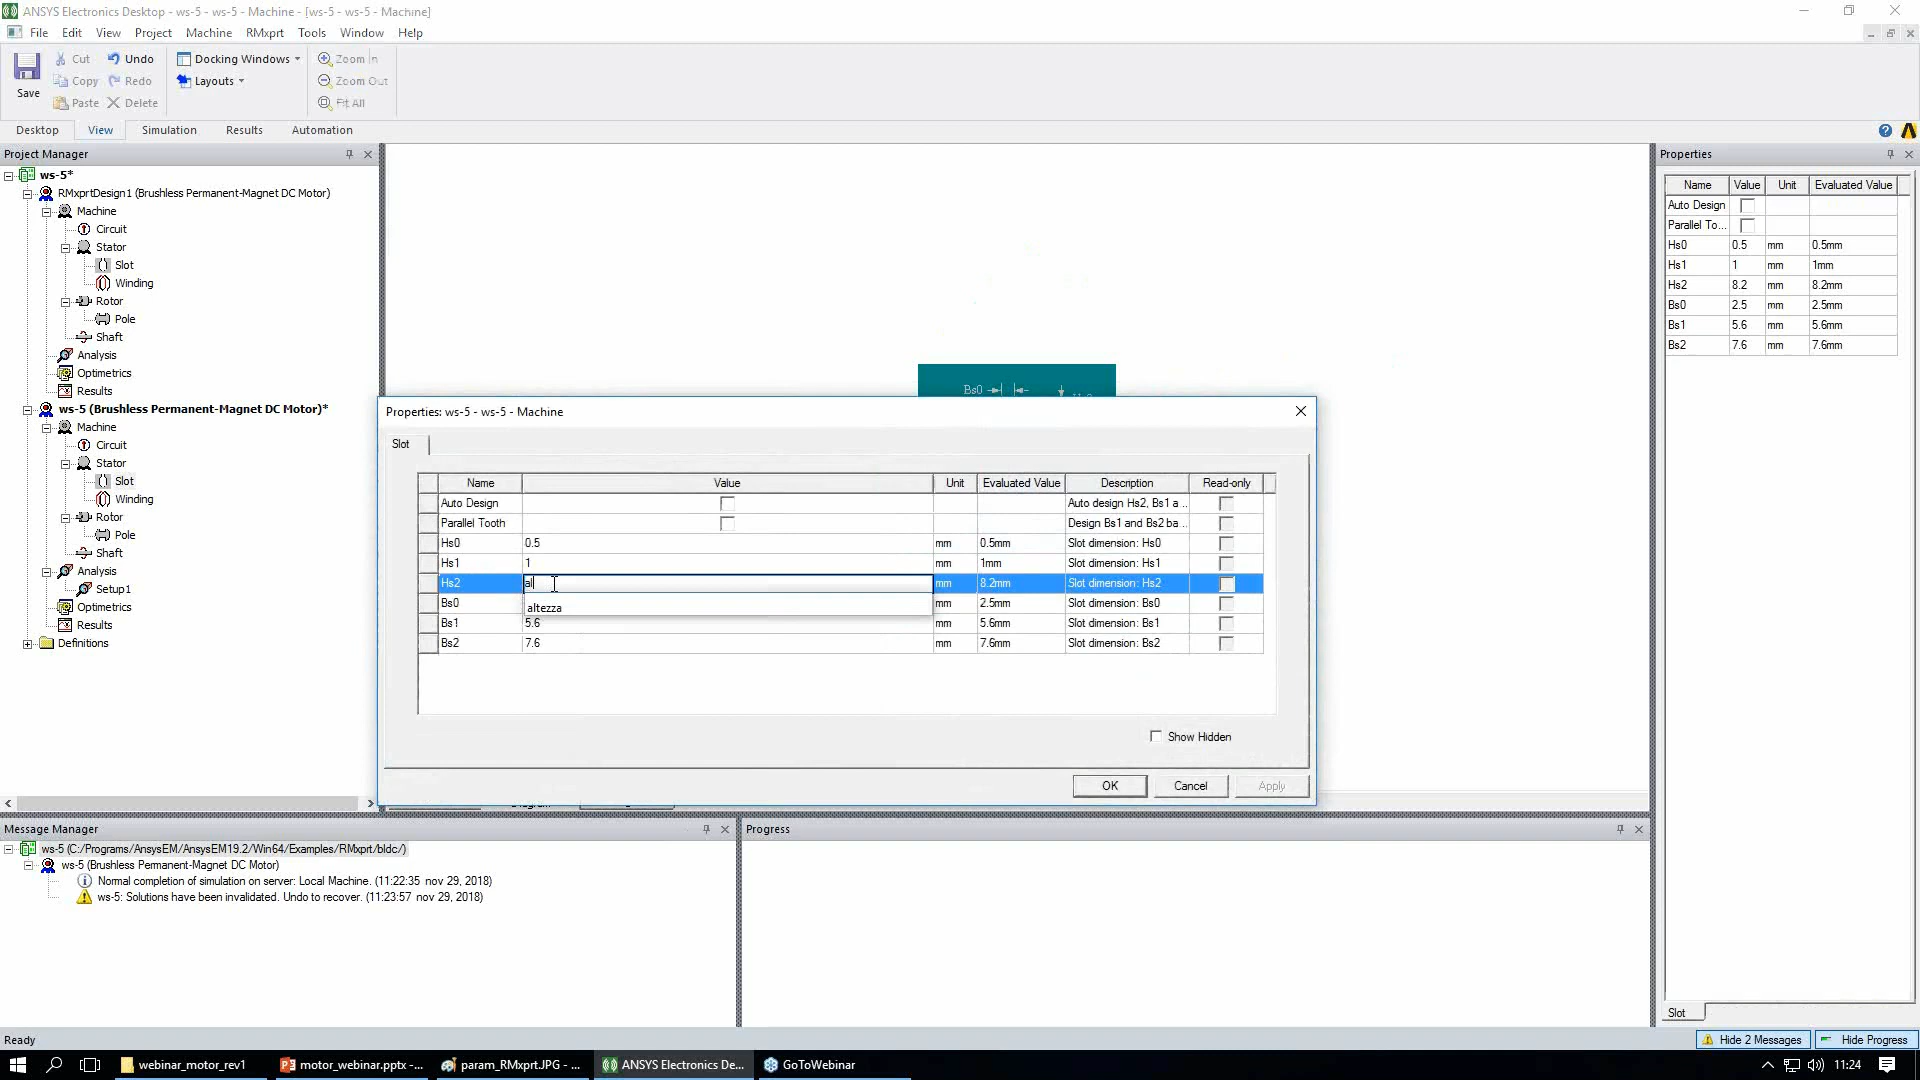 ANSYS Electronics Desktop - ws-5 - ws-5 - Machine - [ws-5 - ws-5 - Machine]
File Edit View Project Machine RMxprt Tools Window Help
Save
Cut Undo
Copy Redo
Paste Delete
Docking Windows
Layouts
Zoom In
Zoom Out
Fit All
Desktop View Simulation Results Automation
Project Manager
ws-5*
RMxprtDesign1 (Brushless Permanent-Magnet DC Motor)
Machine
Circuit
Stator
Slot
Winding
Rotor
Pole
Shaft
Analysis
Optimetrics
Results
ws-5 (Brushless Permanent-Magnet DC Motor)*
Machine
Circuit
Stator
Slot
Winding
Rotor
Pole
Shaft
Analysis
Setup1
Optimetrics
Results
Definitions
Bs0
Properties: ws-5 - ws-5 - Machine
Slot
Name Value Unit Evaluated Value Description Read-only
Auto Design Auto design Hs2, Bs1 a ..
Parallel Tooth Design Bs1 and Bs2 ba ..
Hs0 0.5 mm 0.5mm Slot dimension: Hs0
Hs1 1 mm 1mm Slot dimension: Hs1
Hs2 al mm 8.2mm Slot dimension: Hs2
altezza
Bs0 mm 2.5mm Slot dimension: Bs0
Bs1 5.6 mm 5.6mm Slot dimension: Bs1
Bs2 7.6 mm 7.6mm Slot dimension: Bs2
Show Hidden
OK Cancel Apply
Properties
Name Value Unit Evaluated Value
Auto Design
Parallel To...
Hs0 0.5 mm 0.5mm
Hs1 1 mm 1mm
Hs2 8.2 mm 8.2mm
Bs0 2.5 mm 2.5mm
Bs1 5.6 mm 5.6mm
Bs2 7.6 mm 7.6mm
Slot
Message Manager
ws-5 (C:/Programs/AnsysEM/AnsysEM19.2/Win64/Examples/RMxprt/bldc/)
ws-5 (Brushless Permanent-Magnet DC Motor)
Normal completion of simulation on server: Local Machine. (11:22:35 nov 29, 2018)
ws-5: Solutions have been invalidated. Undo to recover. (11:23:57 nov 29, 2018)
Progress
Ready
Hide 2 Messages Hide Progress
webinar_motor_rev1 motor_webinar.pptx -... param_RMxprt.JPG - ... ANSYS Electronics De... GoToWebinar 11:24